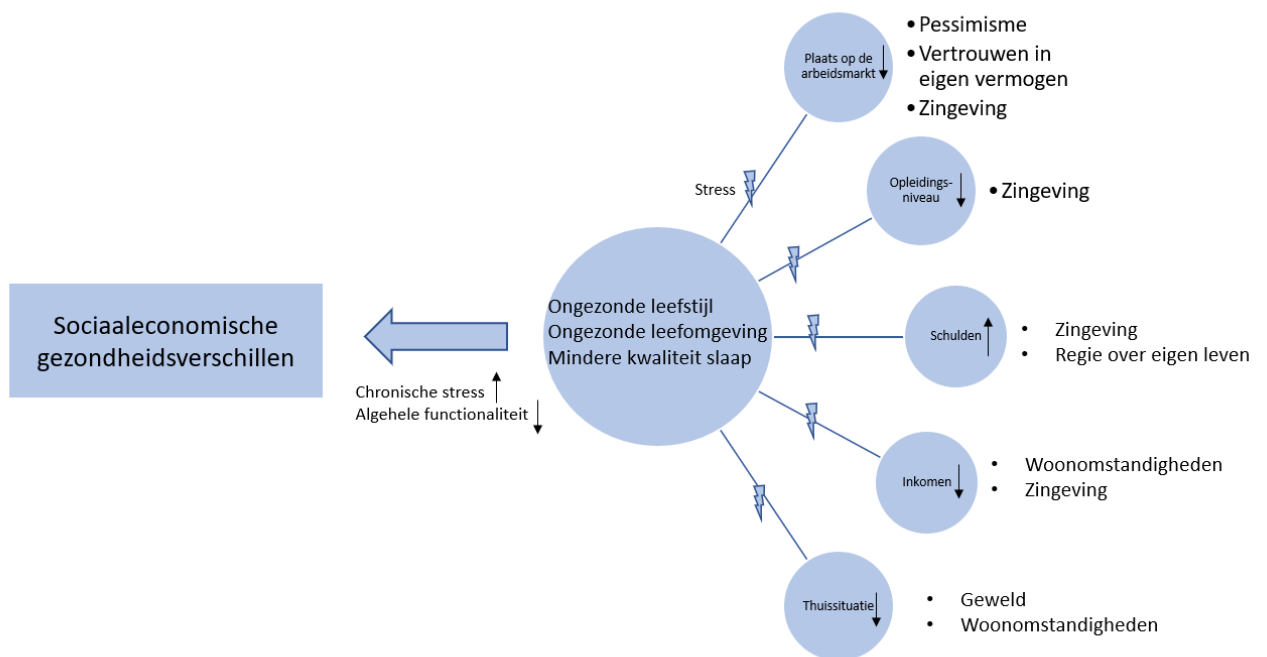 • Pessimisme
• Vertrouwen in
eigen vermogen
• Zingeving
Plaats op de
arbeidsmarkt
Stress
Opleidings-
niveau
• Zingeving
Sociaaleconomische
gezondheidsverschillen
Chronische stress
Algehele functionaliteit
Ongezonde leefstijl
Ongezonde leefomgeving
Mindere kwaliteit slaap
Schulden
• Zingeving
• Regie over eigen leven
Inkomen
• Woonomstandigheden
• Zingeving
Thuissituatie
• Geweld
• Woonomstandigheden